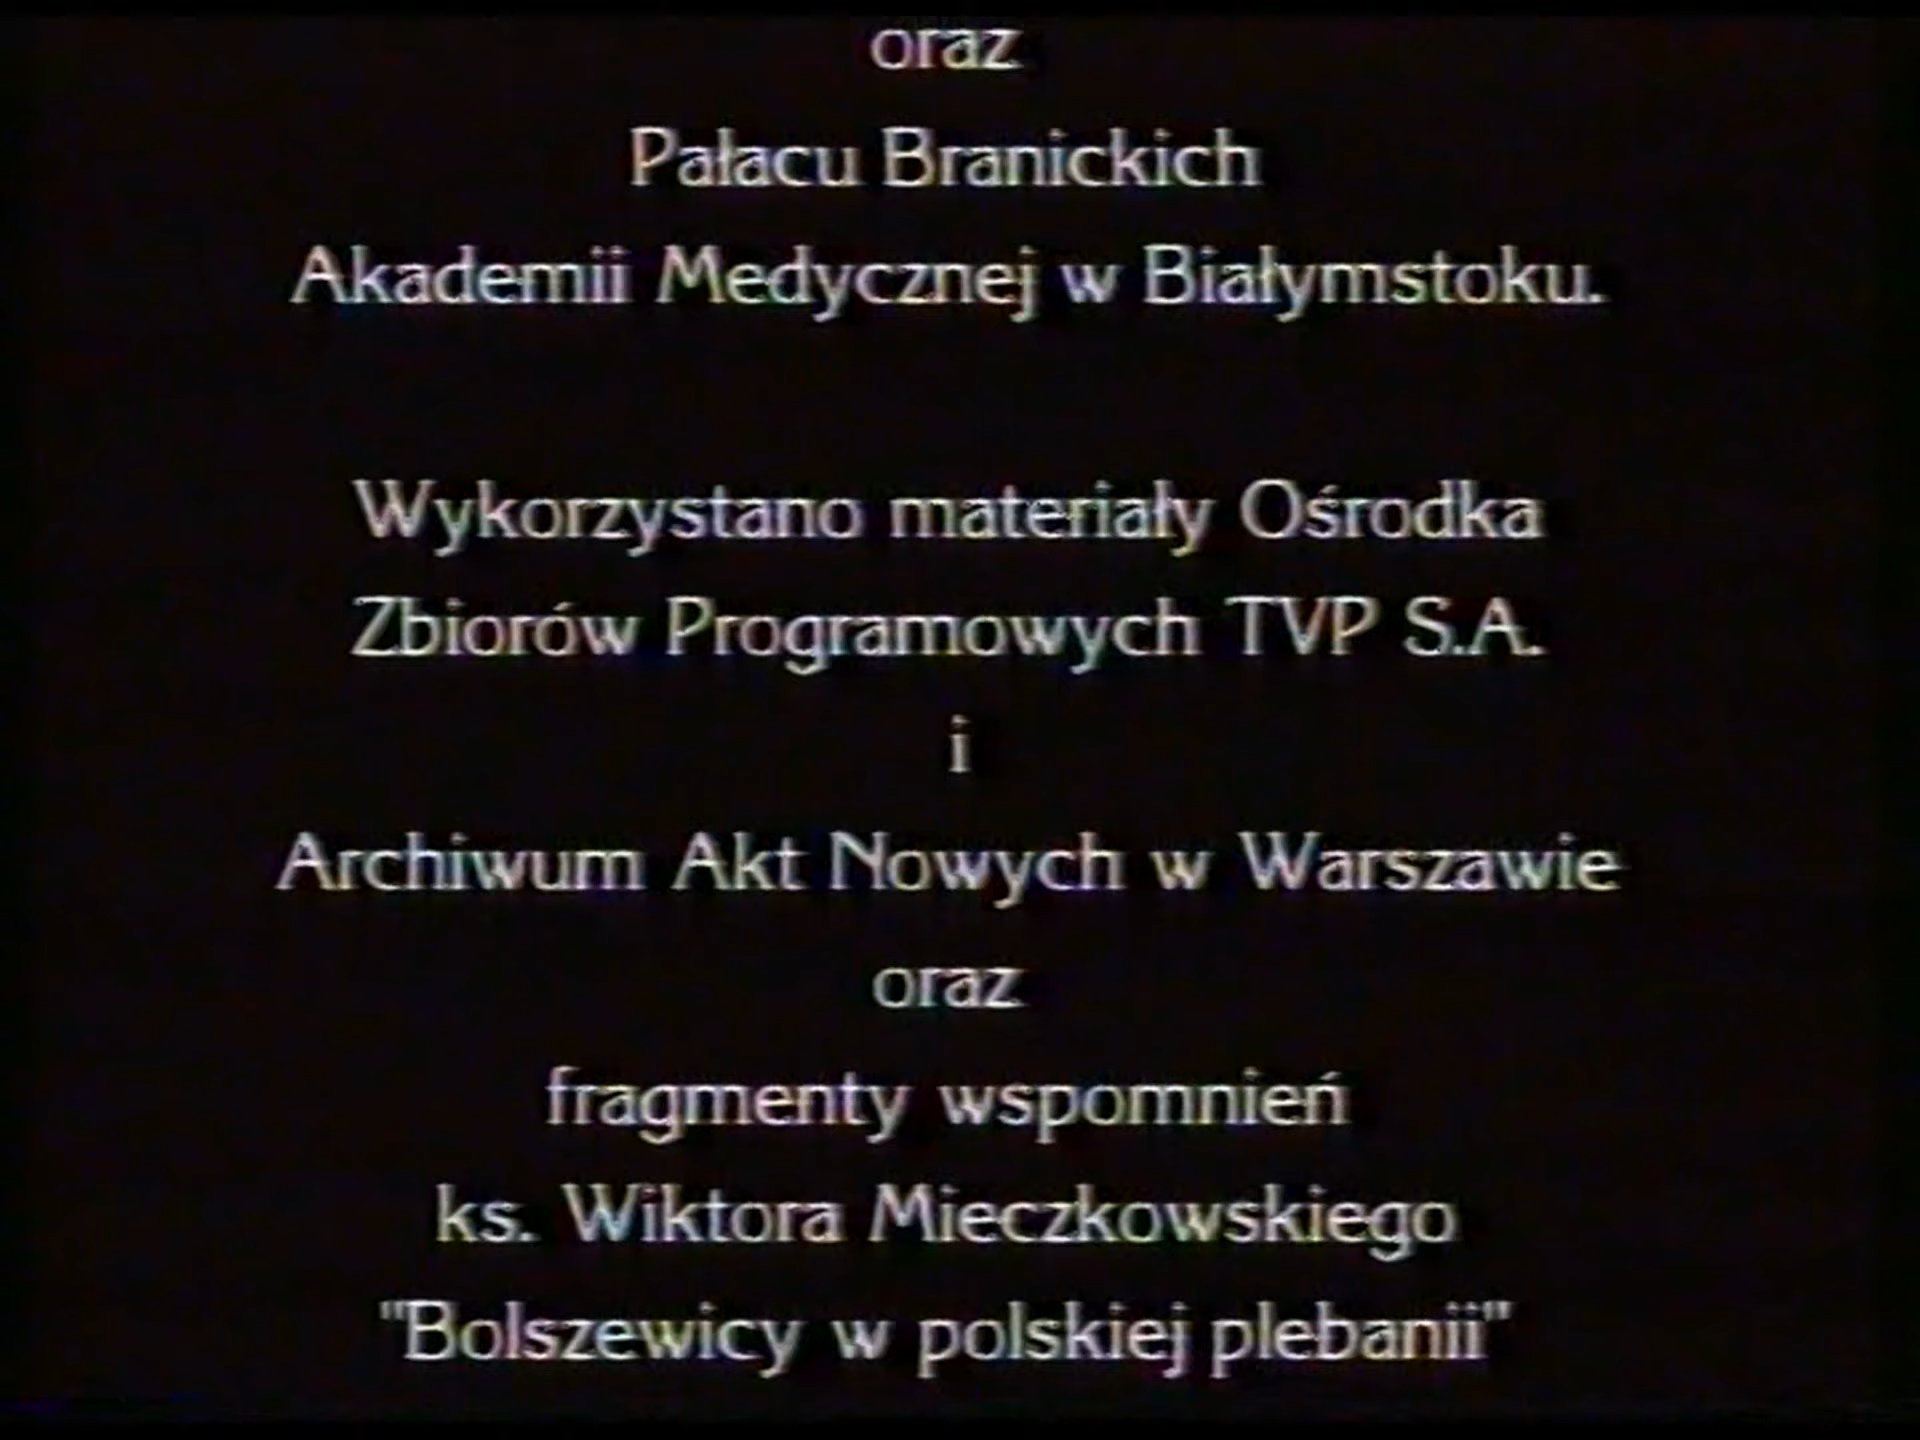 oraz
Pałacu Branickich
Akademii Medycznej w Białymstoku.
Wykorzystano materiały Ośrodka
Zbiorów Programowych TVP S.A.
i
Archiwum Akt Nowych w Warszawie
oraz
fragmenty wspomnień
ks. Wiktora Mieczkowskiego
"Bolszewicy w polskiej plebanii"